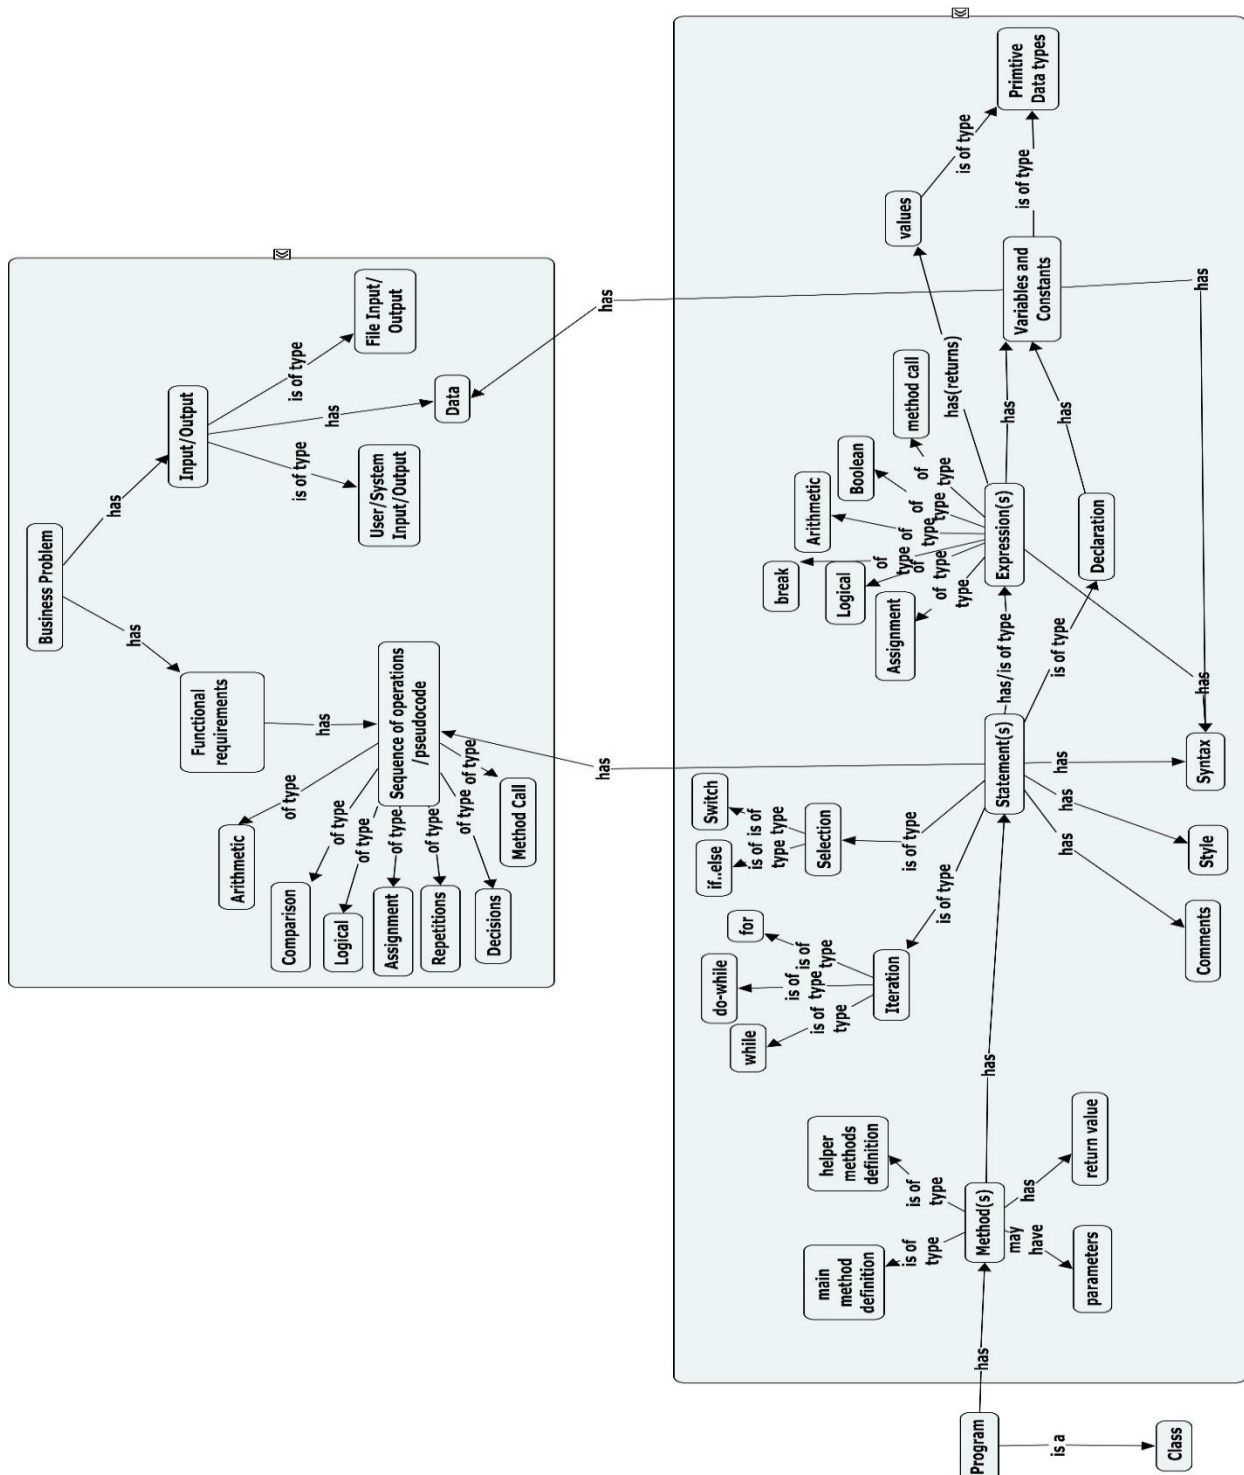 Business Problem
has
has
Functional
requirements
Input/Output
has
is of type
has
is of type
Sequence of operations
/pseudocode
User/System
Input/Output
Data
File Input/
Output
of type
of type
of type
of type
of type
of type
of type
Arithmetic
Comparison
Logical
Assignment
Repetitions
Decisions
Method Call
has
has
Program
is a
Class
has
Method(s)
is of
type
is of
type
main
method
definition
helper
methods
definition
may
have
has
parameters
return value
has
Statement(s)
is of type
is of type
Iteration
is of
type
is of
type
is of
type
while
do-while
for
Selection
is of
type
is of
type
if..else
Switch
has
has
has
Comments
Style
Syntax
has/is of type
is of type
Expression(s)
Declaration
of
type
of
type
of
type
of
type
of
type
of
type
Assignment
Logical
break
Arithmetic
Boolean
method call
has(returns)
has
has
has
has
values
Variables and
Constants
is of type
is of type
Primtive
Data types